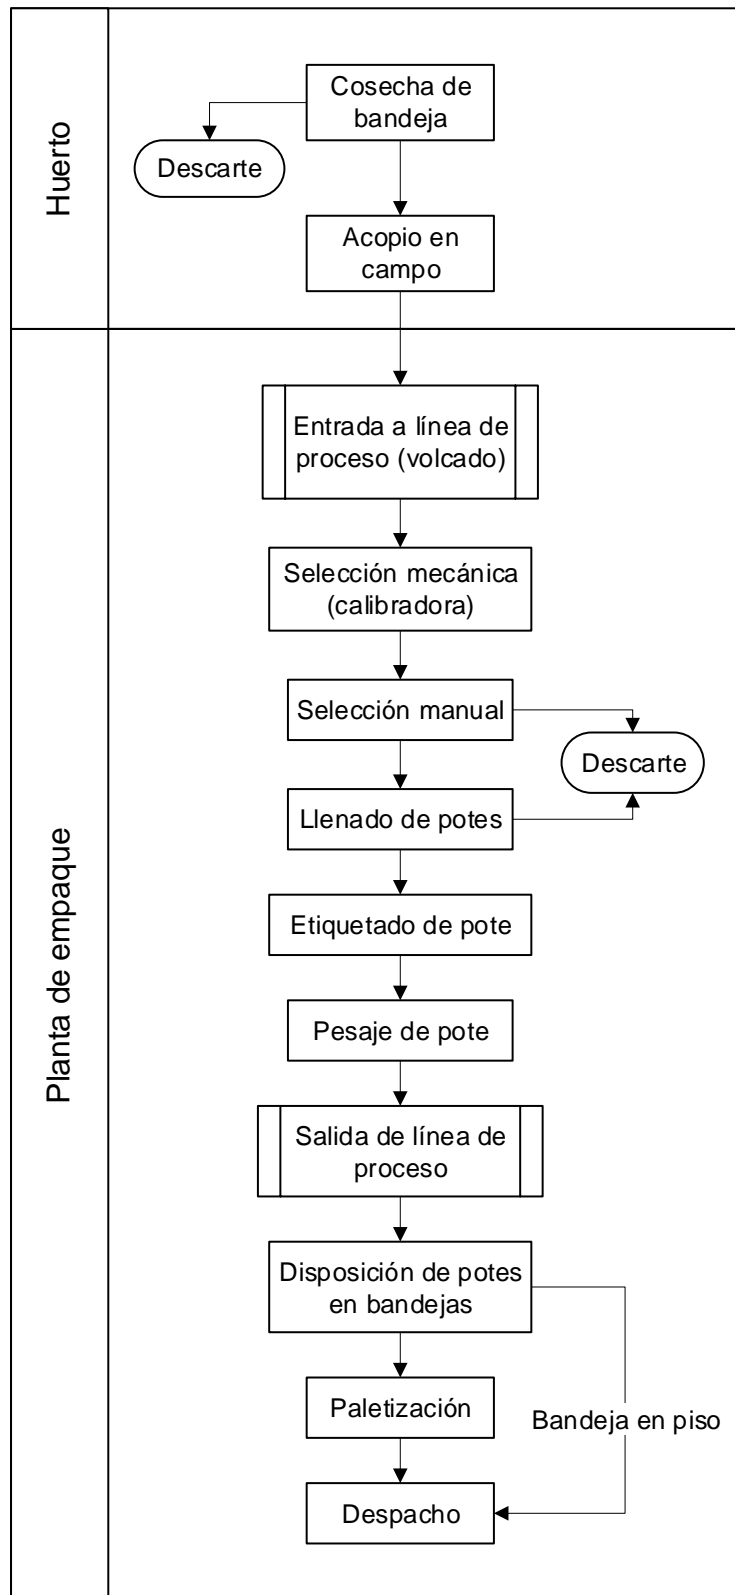 Huerto
Cosecha de
bandeja
Descarte
Acopio en
campo
Planta de empaque
Entrada a línea de
proceso (volcado)
Selección mecánica
(calibradora)
Selección manual
Descarte
Llenado de potes
Etiquetado de pote
Pesaje de pote
Salida de línea de
proceso
Disposición de potes
en bandejas
Paletización
Bandeja en piso
Despacho